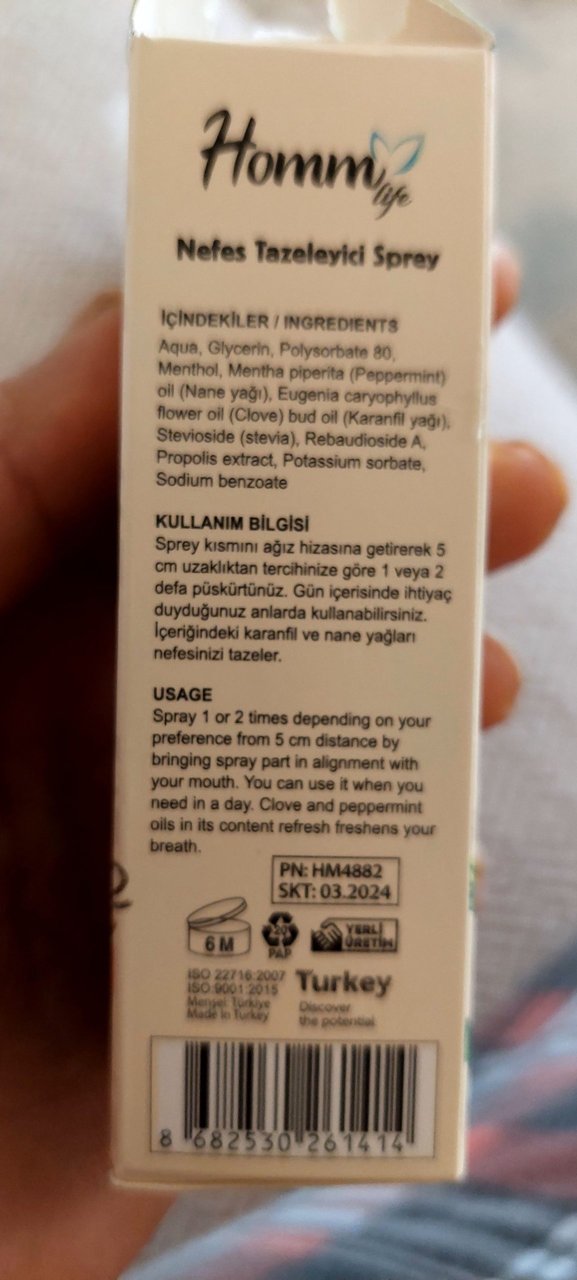 Homm
life
Nefes Tazeleyici Sprey
İÇİNDEKİLER / INGREDIENTS
Aqua, Glycerin, Polysorbate 80,
Menthol, Mentha piperita (Peppermint)
oil (Nane yağı), Eugenia caryophyllus
flower oil (Clove) bud oil (Karanfil yağı),
Stevioside (stevia), Rebaudioside A,
Propolis extract, Potassium sorbate,
Sodium benzoate
KULLANIM BİLGİSİ
Sprey kısmını ağız hizasına getirerek 5
cm uzaklıktan tercihinize göre 1 veya 2
defa püskürtünüz. Gün içerisinde ihtiyaç
duyduğunuz anlarda kullanabilirsiniz.
İçeriğindeki karanfil ve nane yağları
nefesinizi tazeler.
USAGE
Spray 1 or 2 times depending on your
preference from 5 cm distance by
bringing spray part in alignment with
your mouth. You can use it when you
need in a day. Clove and peppermint
oils in its content refresh freshens your
breath.
PN: HM4882
SKT: 03.2024
6 M
20
PAP
YERLİ
ÜRETİM
ISO 22716:2007
ISO 9001:2015
Menşei: Türkiye
Made in Turkey
Turkey
Discover
the potential
8 682530 261414